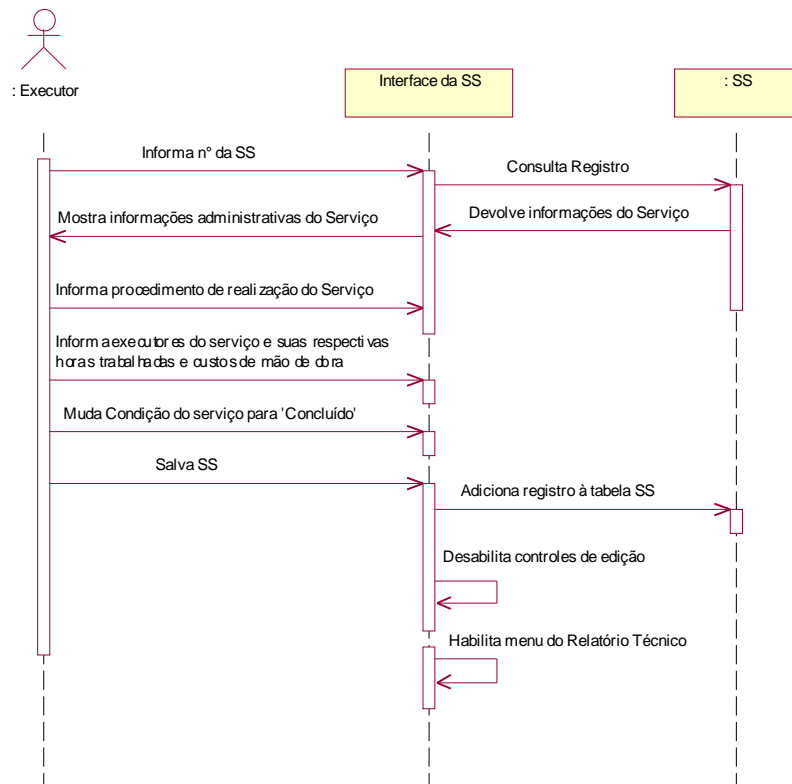 : Executor
Interface da SS
: SS
Informa nº da SS
Consulta Registro
Mostra informações administrativas do Serviço
Devolve informações do Serviço
Informa procedimento de realização do Serviço
Informa executores do serviço e suas respectivas
horas trabalhadas e custos de mão de obra
Muda Condição do serviço para 'Concluído'
Salva SS
Adiciona registro à tabela SS
Desabilita controles de edição
Habilita menu do Relatório Técnico